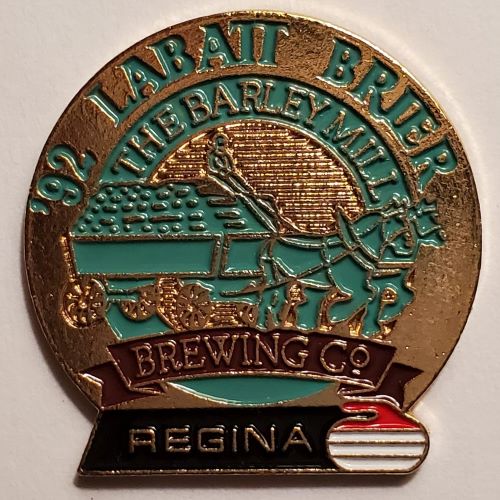 '92 LABATT BRIER
THE BARLEY MILL
BREWING Co
REGINA